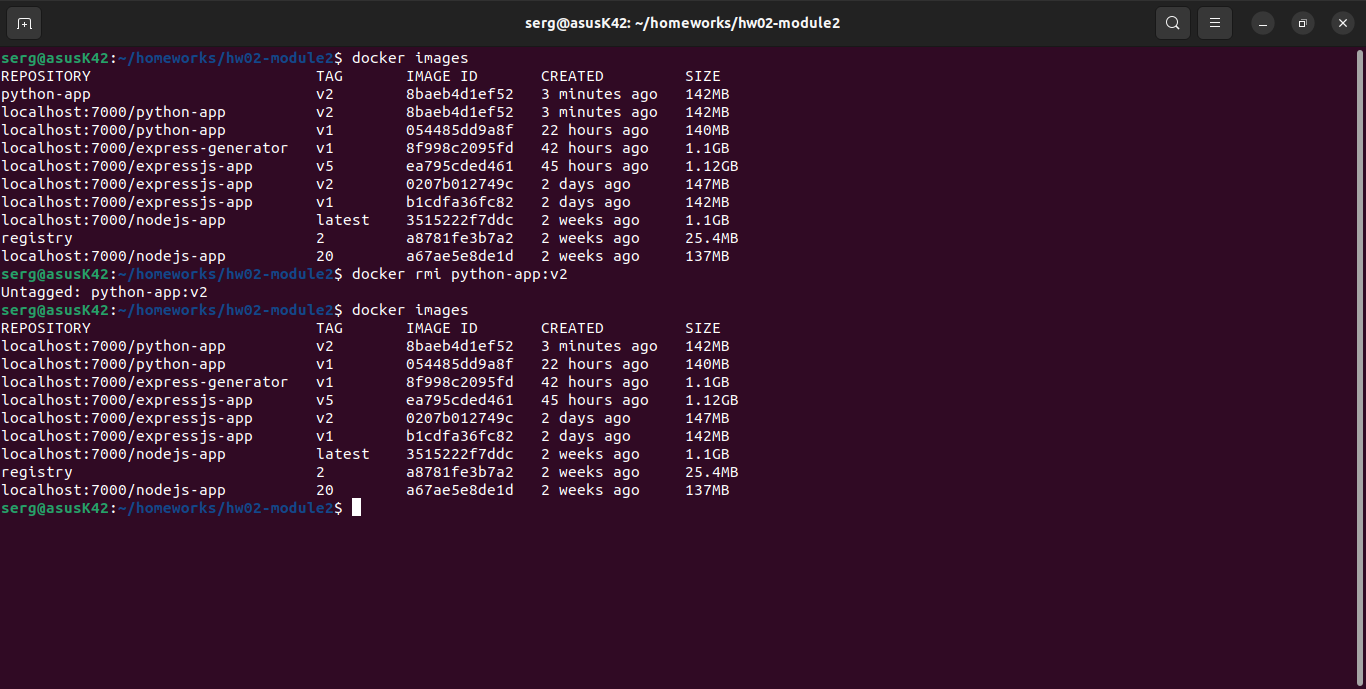 serg@asusK42: ~/homeworks/hw02-module2
serg@asusK42:~/homeworks/hw02-module2$ docker images
REPOSITORY                         TAG       IMAGE ID       CREATED         SIZE
python-app                         v2        8baeb4d1ef52   3 minutes ago   142MB
localhost:7000/python-app          v2        8baeb4d1ef52   3 minutes ago   142MB
localhost:7000/python-app          v1        054485dd9a8f   22 hours ago    140MB
localhost:7000/express-generator   v1        8f998c2095fd   42 hours ago    1.1GB
localhost:7000/expressjs-app       v5        ea795cded461   45 hours ago    1.12GB
localhost:7000/expressjs-app       v2        0207b012749c   2 days ago      147MB
localhost:7000/expressjs-app       v1        b1cdfa36fc82   2 days ago      142MB
localhost:7000/nodejs-app          latest    3515222f7ddc   2 weeks ago     1.1GB
registry                           2         a8781fe3b7a2   2 weeks ago     25.4MB
localhost:7000/nodejs-app          20        a67ae5e8de1d   2 weeks ago     137MB
serg@asusK42:~/homeworks/hw02-module2$ docker rmi python-app:v2
Untagged: python-app:v2
serg@asusK42:~/homeworks/hw02-module2$ docker images
REPOSITORY                         TAG       IMAGE ID       CREATED         SIZE
localhost:7000/python-app          v2        8baeb4d1ef52   3 minutes ago   142MB
localhost:7000/python-app          v1        054485dd9a8f   22 hours ago    140MB
localhost:7000/express-generator   v1        8f998c2095fd   42 hours ago    1.1GB
localhost:7000/expressjs-app       v5        ea795cded461   45 hours ago    1.12GB
localhost:7000/expressjs-app       v2        0207b012749c   2 days ago      147MB
localhost:7000/expressjs-app       v1        b1cdfa36fc82   2 days ago      142MB
localhost:7000/nodejs-app          latest    3515222f7ddc   2 weeks ago     1.1GB
registry                           2         a8781fe3b7a2   2 weeks ago     25.4MB
localhost:7000/nodejs-app          20        a67ae5e8de1d   2 weeks ago     137MB
serg@asusK42:~/homeworks/hw02-module2$